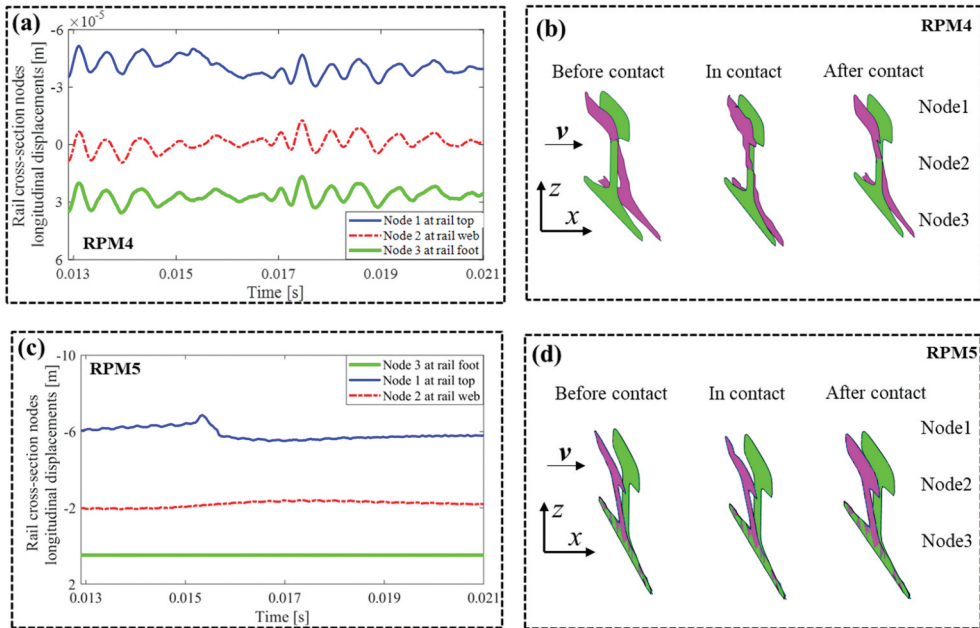 (a)
×10⁻⁵
-6
-3
0
3
6
Rail cross-section nodes
longitudinal displacements [m]
RPM4
Node 1 at rail top
Node 2 at rail web
Node 3 at rail foot
0.013
0.015
0.017
0.019
0.021
Time [s]
(b)
RPM4
Before contact
In contact
After contact
v
z
x
Node1
Node2
Node3
(c)
-10
-6
-2
2
Rail cross-section nodes
longitudinal displacements [m]
RPM5
Node 3 at rail foot
Node 1 at rail top
Node 2 at rail web
0.013
0.015
0.017
0.019
0.021
Time [s]
(d)
RPM5
Before contact
In contact
After contact
v
z
x
Node1
Node2
Node3